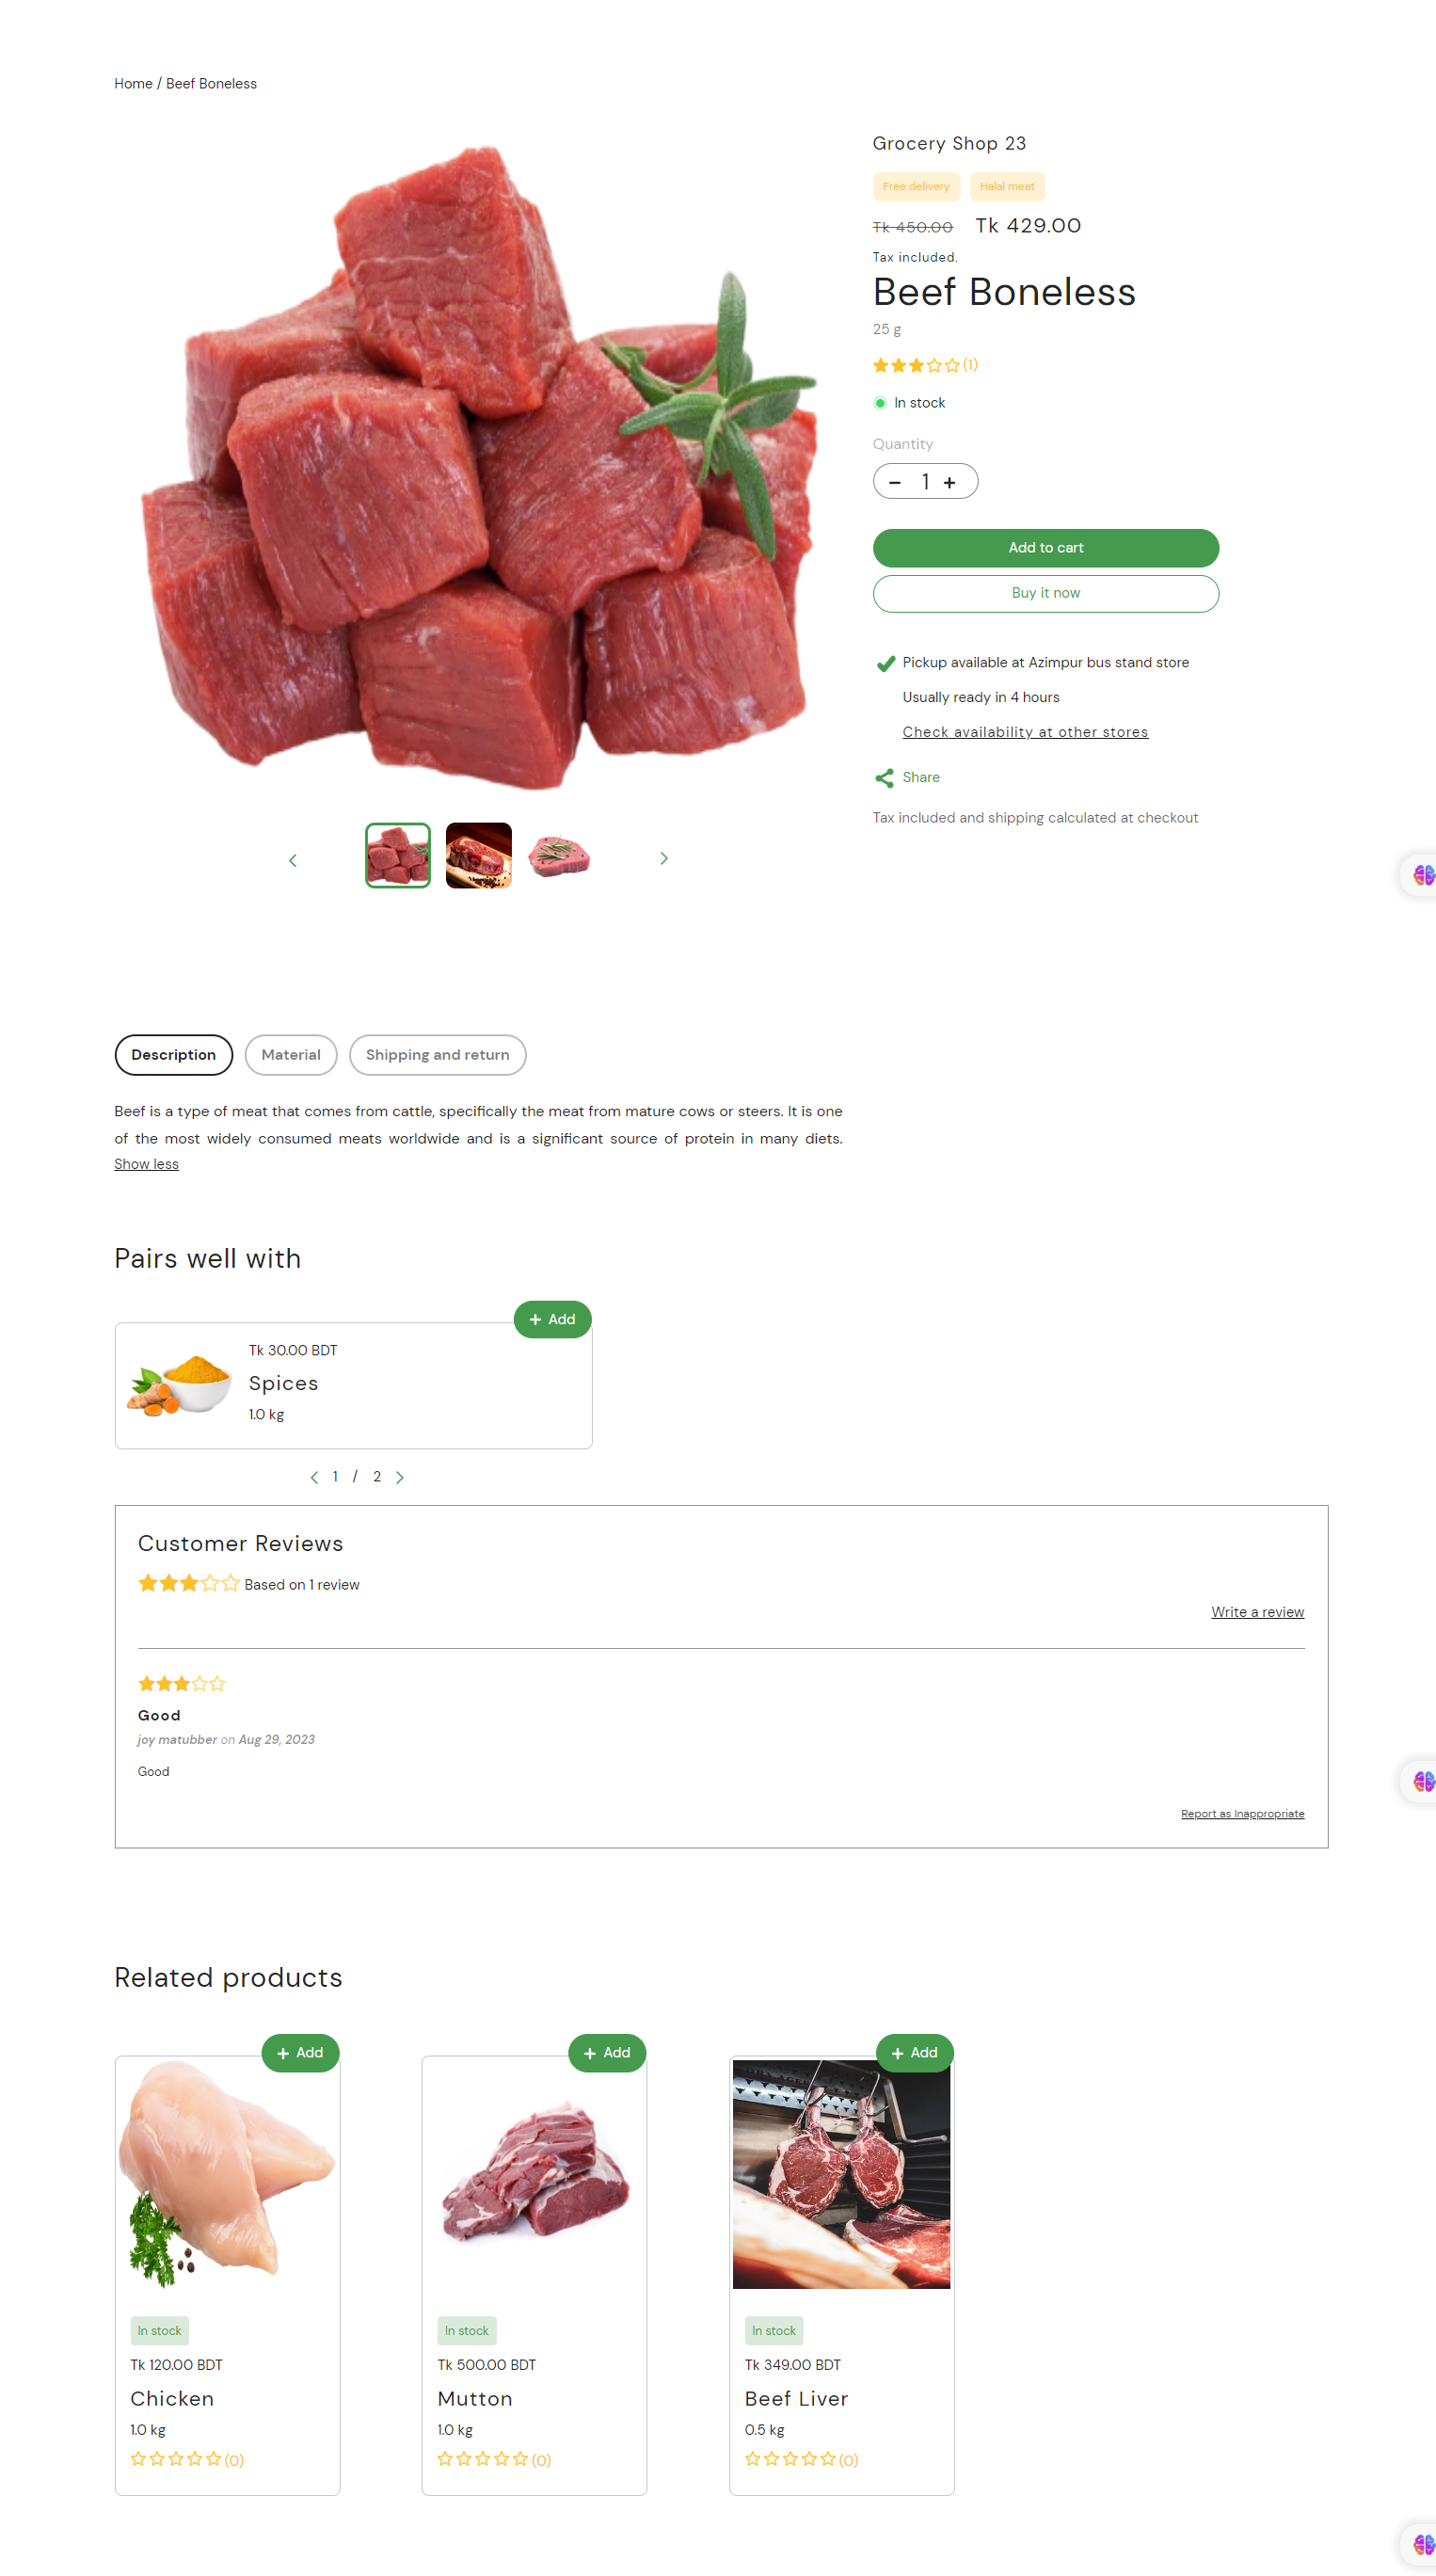 Home / Beef Boneless
Grocery Shop 23
Free delivery
Halal meat
Tk 450.00 Tk 429.00
Tax included.
Beef Boneless
25 g
(1)
In stock
Quantity
1
Add to cart
Buy it now
Pickup available at Azimpur bus stand store
Usually ready in 4 hours
Check availability at other stores
Share
Tax included and shipping calculated at checkout
Description
Material
Shipping and return
Beef is a type of meat that comes from cattle, specifically the meat from mature cows or steers. It is one
of the most widely consumed meats worldwide and is a significant source of protein in many diets.
Show less
Pairs well with
+ Add
Tk 30.00 BDT
Spices
1.0 kg
1 / 2
Customer Reviews
Based on 1 review
Write a review
Good
joy matubber on Aug 29, 2023
Good
Report as Inappropriate
Related products
+ Add
In stock
Tk 120.00 BDT
Chicken
1.0 kg
(0)
+ Add
In stock
Tk 500.00 BDT
Mutton
1.0 kg
(0)
+ Add
In stock
Tk 349.00 BDT
Beef Liver
0.5 kg
(0)